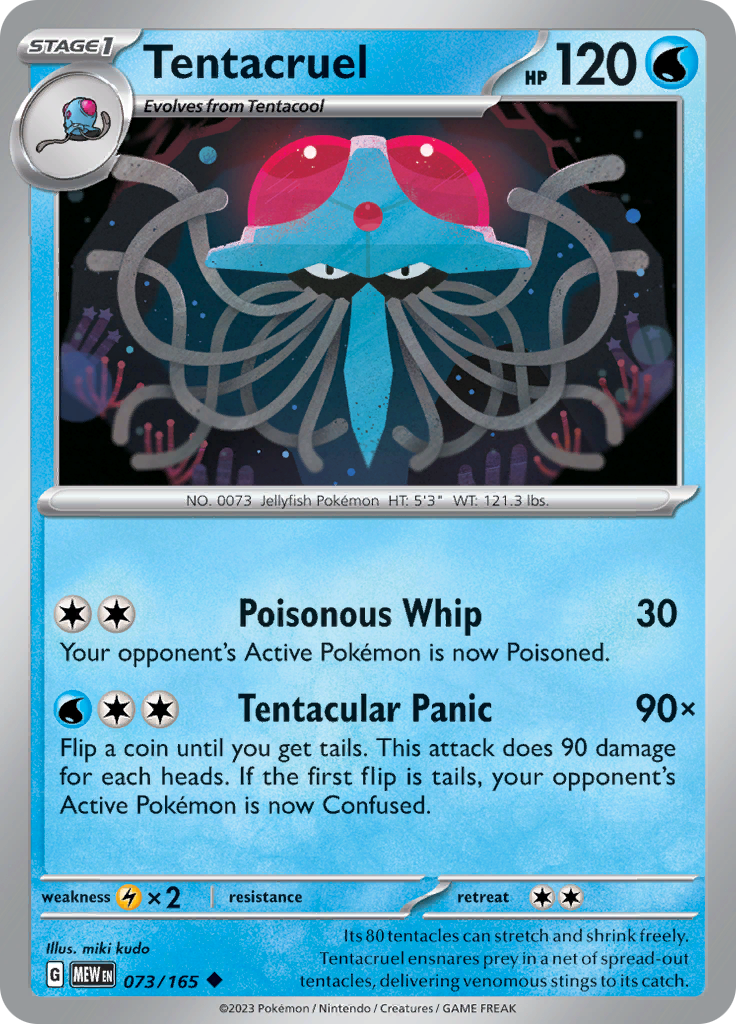 STAGE1
Tentacruel
HP 120
Evolves from Tentacool
NO. 0073 Jellyfish Pokémon HT: 5'3" WT: 121.3 lbs.
Poisonous Whip 30
Your opponent's Active Pokémon is now Poisoned.
Tentacular Panic 90×
Flip a coin until you get tails. This attack does 90 damage
for each heads. If the first flip is tails, your opponent's
Active Pokémon is now Confused.
weakness ×2 resistance retreat
Illus. miki kudo
Its 80 tentacles can stretch and shrink freely.
Tentacruel ensnares prey in a net of spread-out
tentacles, delivering venomous stings to its catch.
G MEW EN 073/165
©2023 Pokémon / Nintendo / Creatures / GAME FREAK